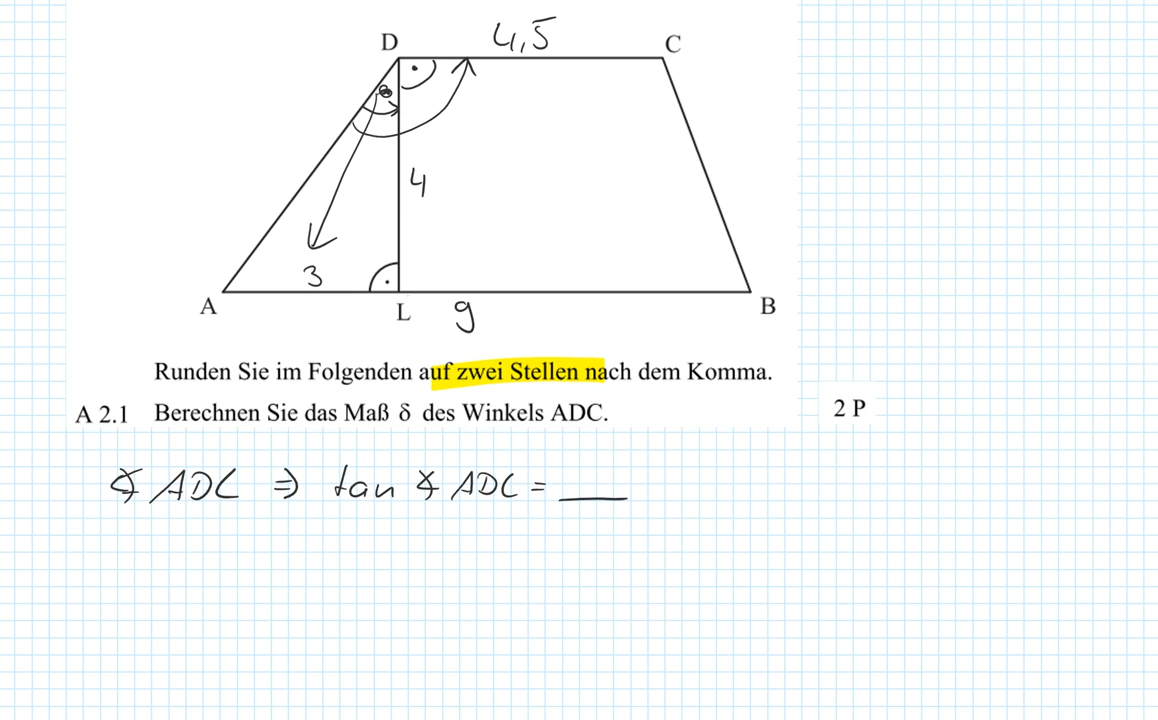 4,5
D
C
4
3
A
L
g
B
Runden Sie im Folgenden auf zwei Stellen nach dem Komma.
A 2.1 Berechnen Sie das Maß δ des Winkels ADC.
2 P
∢ ADC ⇒ tan ∢ ADC = ___